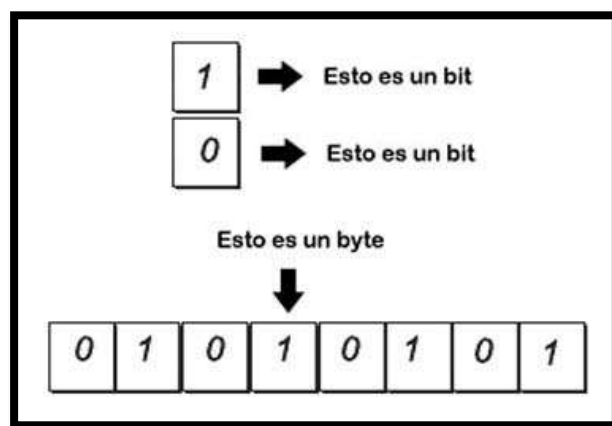 1 Esto es un bit
0 Esto es un bit
Esto es un byte
0 1 0 1 0 1 0 1